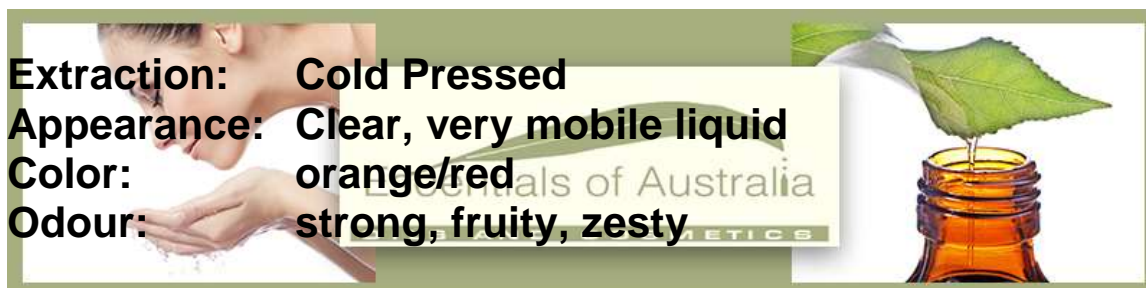 Extraction: Cold Pressed
Appearance: Clear, very mobile liquid
Color: orange/red
Essentials of Australia
Odour: strong, fruity, zesty